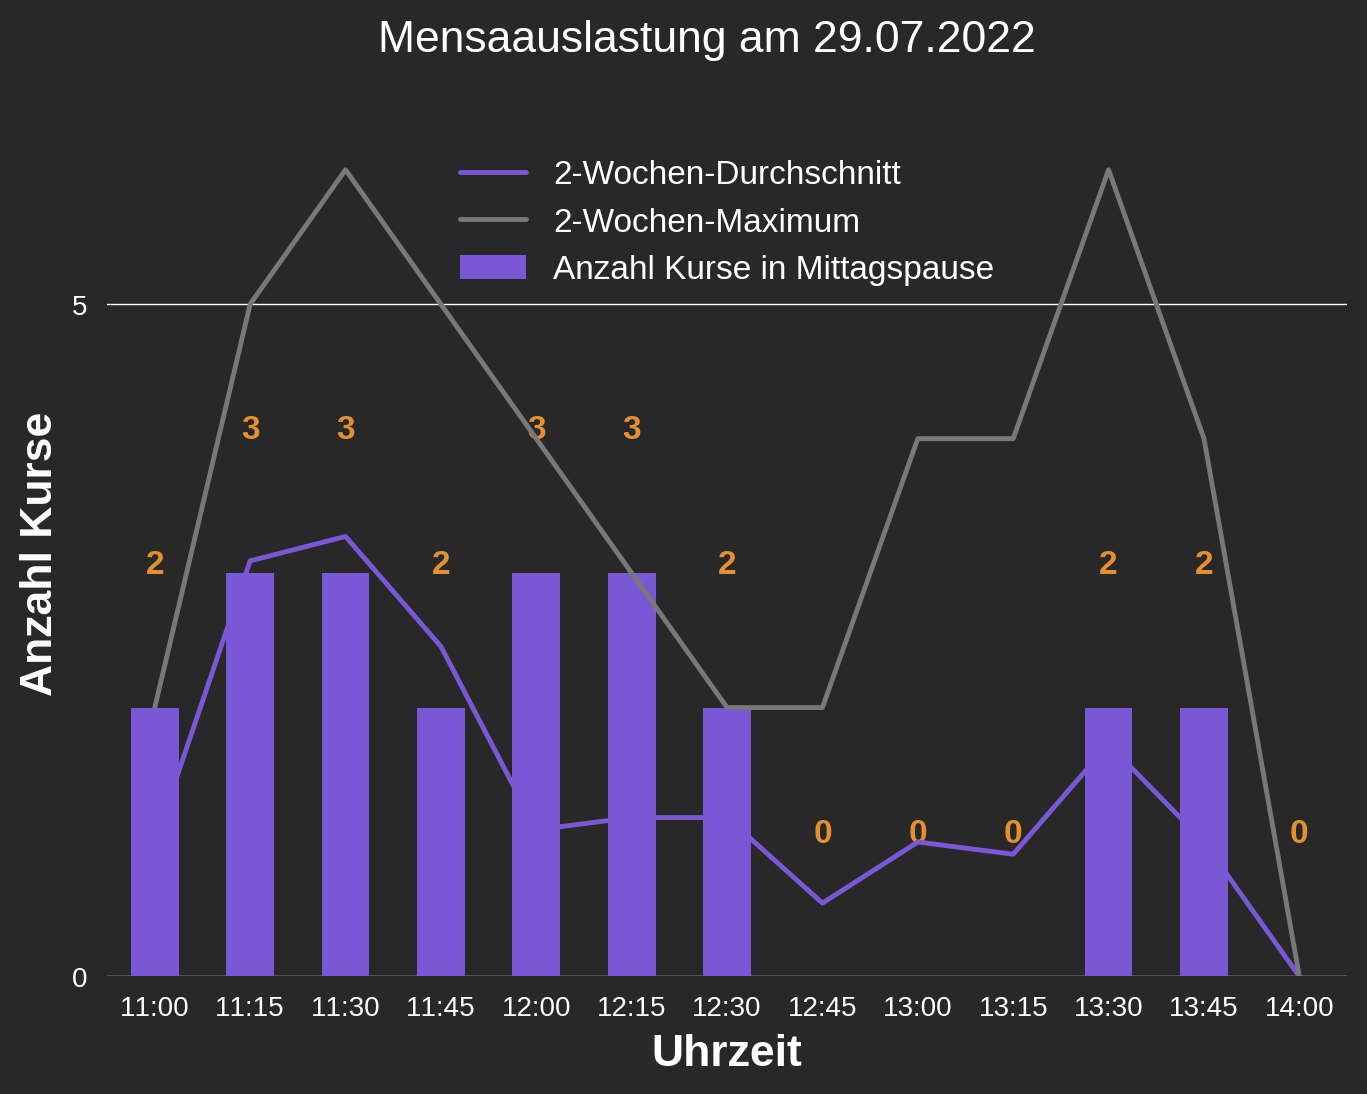 Mensaauslastung am 29.07.2022
2-Wochen-Durchschnitt
2-Wochen-Maximum
Anzahl Kurse in Mittagspause
Anzahl Kurse
5
0
2
3
3
2
3
3
2
0
0
0
2
2
0
11:00 11:15 11:30 11:45 12:00 12:15 12:30 12:45 13:00 13:15 13:30 13:45 14:00
Uhrzeit